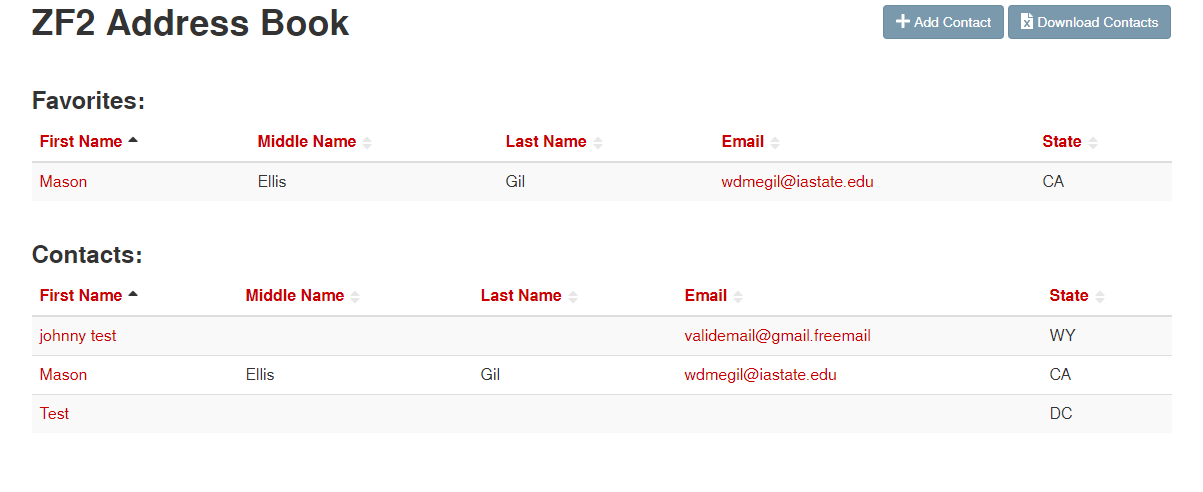 ZF2 Address Book
Add Contact Download Contacts
Favorites:
First Name Middle Name Last Name Email State
Mason Ellis Gil wdmegil@iastate.edu CA
Contacts:
First Name Middle Name Last Name Email State
johnny test validemail@gmail.freemail WY
Mason Ellis Gil wdmegil@iastate.edu CA
Test DC